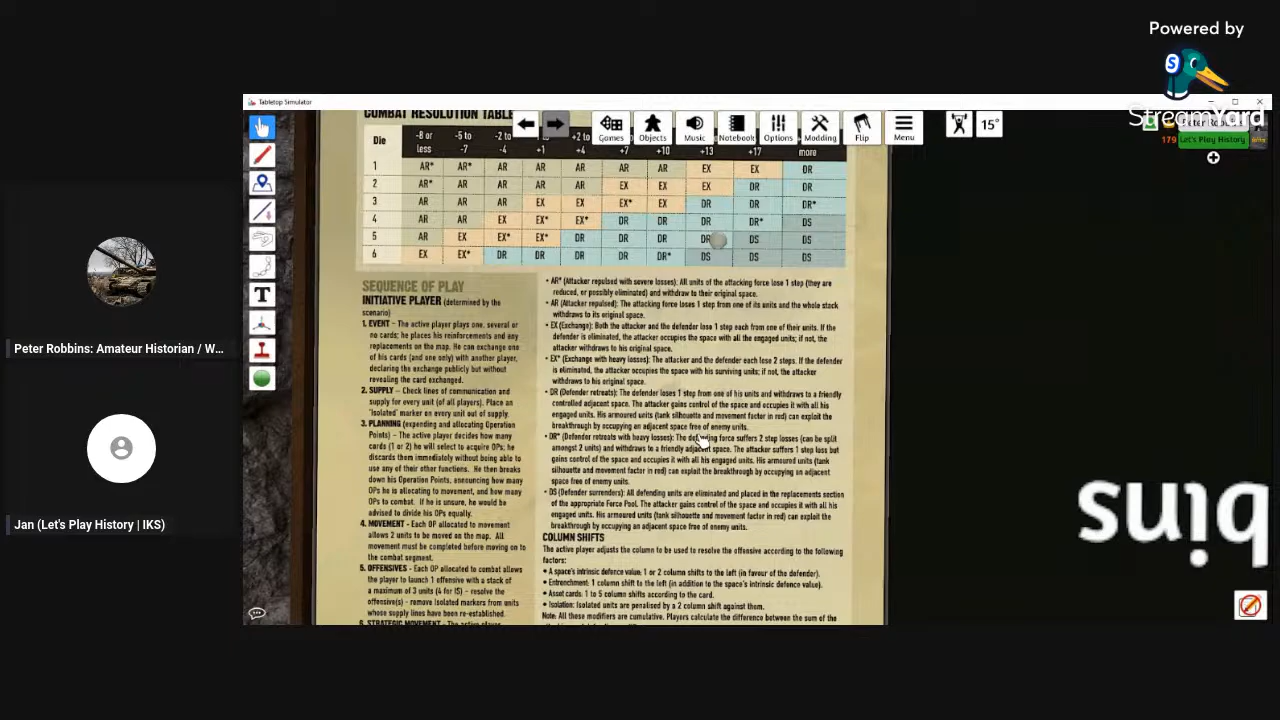 Powered by
StreamYard
Tabletop Simulator
Games
Objects
Music
Notebook
Options
Modding
Flip
Menu
15°
179
Let's Play History
COMBAT RESOLUTION TABLE
Die -8 or less -5 to -7 -2 to -4 +1 +2 to +4 +7 +10 +13 +17 more
1 AR* AR* AR AR AR AR AR EX EX DR
2 AR* AR AR AR AR EX EX EX DR DR
3 AR AR AR EX EX EX* EX DR DR DR*
4 AR AR EX EX* EX* DR DR DR DR* DS
5 AR EX EX* EX* DR DR DR DR DS DS
6 EX EX* DR DR DR DR DR* DS DS DS
SEQUENCE OF PLAY
INITIATIVE PLAYER (determined by the
scenario)
1. EVENT – The active player plays one, several or
no cards; he places his reinforcements and any
replacements on the map. He can exchange one
of his cards (and one only) with another player,
declaring the exchange publicly but without
revealing the card exchanged.
2. SUPPLY – Check lines of communication and
supply for every unit (of all players). Place an
'Isolated' marker on every unit out of supply.
3. PLANNING (expending and allocating Operation
Points) – The active player decides how many
cards (1 or 2) he will select to acquire OPs; he
discards them immediately without being able to
use any of their other functions. He then breaks
down his Operation Points, announcing how many
OPs he is allocating to movement, and how many
OPs to combat. If he is unsure, he would be
advised to divide his OPs equally.
4. MOVEMENT – Each OP allocated to movement
allows 2 units to be moved on the map. All
movement must be completed before moving on to
the combat segment.
5. OFFENSIVES – Each OP allocated to combat allows
the player to launch 1 offensive with a stack of
a maximum of 3 units (4 for IS) – resolve the
offensive(s) – remove Isolated markers from units
whose supply lines have been re-established.
6. STRATEGIC MOVEMENT – The active player
• AR* (Attacker repulsed with severe losses): All units of the attacking force lose 1 step (they are
reduced, or possibly eliminated) and withdraw to their original space.
• AR (Attacker repulsed): The attacking force loses 1 step from one of its units and the whole stack
withdraws to its original space.
• EX (Exchange): Both the attacker and the defender lose 1 step each from one of their units. If the
defender is eliminated, the attacker occupies the space with all the engaged units; if not, the
attacker withdraws to his original space.
• EX* (Exchange with heavy losses): The attacker and the defender each lose 2 steps. If the defender
is eliminated, the attacker occupies the space with his surviving units; if not, the attacker
withdraws to his original space.
• DR (Defender retreats): The defender loses 1 step from one of his units and withdraws to a friendly
controlled adjacent space. The attacker gains control of the space and occupies it with all his
engaged units. His armoured units (tank silhouette and movement factor in red) can exploit the
breakthrough by occupying an adjacent space free of enemy units.
• DR* (Defender retreats with heavy losses): The defending force suffers 2 step losses (can be split
amongst 2 units) and withdraws to a friendly adjacent space. The attacker suffers 1 step loss but
gains control of the space and occupies it with all his engaged units. His armoured units (tank
silhouette and movement factor in red) can exploit the breakthrough by occupying an adjacent
space free of enemy units.
• DS (Defender surrenders): All defending units are eliminated and placed in the replacements section
of the appropriate Force Pool. The attacker gains control of the space and occupies it with all his
engaged units. His armoured units (tank silhouette and movement factor in red) can exploit the
breakthrough by occupying an adjacent space free of enemy units.
COLUMN SHIFTS
The active player adjusts the column to be used to resolve the offensive according to the following
factors:
• A space's intrinsic defence value: 1 or 2 column shifts to the left (in favour of the defender).
• Entrenchment: 1 column shift to the left (in addition to the space's intrinsic defence value).
• Asset cards: 1 to 5 column shifts according to the card.
• Isolation: Isolated units are penalised by a 2 column shift against them.
Note: All these modifiers are cumulative. Players calculate the difference between the sum of the
Peter Robbins: Amateur Historian / W...
Jan (Let's Play History | IKS)
bins